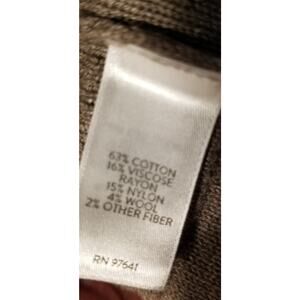 63% COTTON
16% VISCOSE
RAYON
15% NYLON
4% WOOL
2% OTHER FIBER
RN 97641